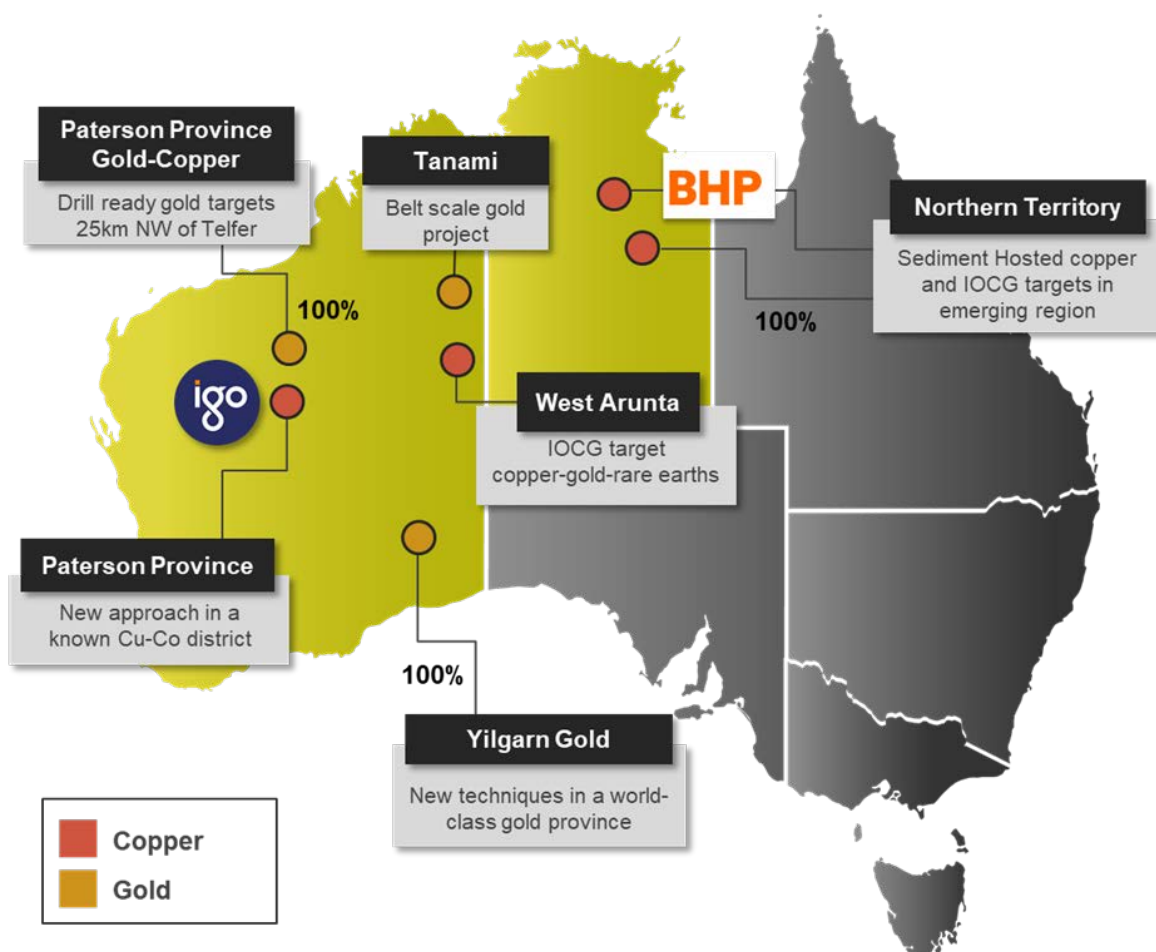 Paterson Province
Gold-Copper
Drill ready gold targets
25km NW of Telfer
Tanami
Belt scale gold
project
BHP
Northern Territory
Sediment Hosted copper
and IOCG targets in
emerging region
100%
100%
igo
West Arunta
IOCG target
copper-gold-rare earths
Paterson Province
New approach in a
known Cu-Co district
100%
Yilgarn Gold
New techniques in a world-
class gold province
Copper
Gold